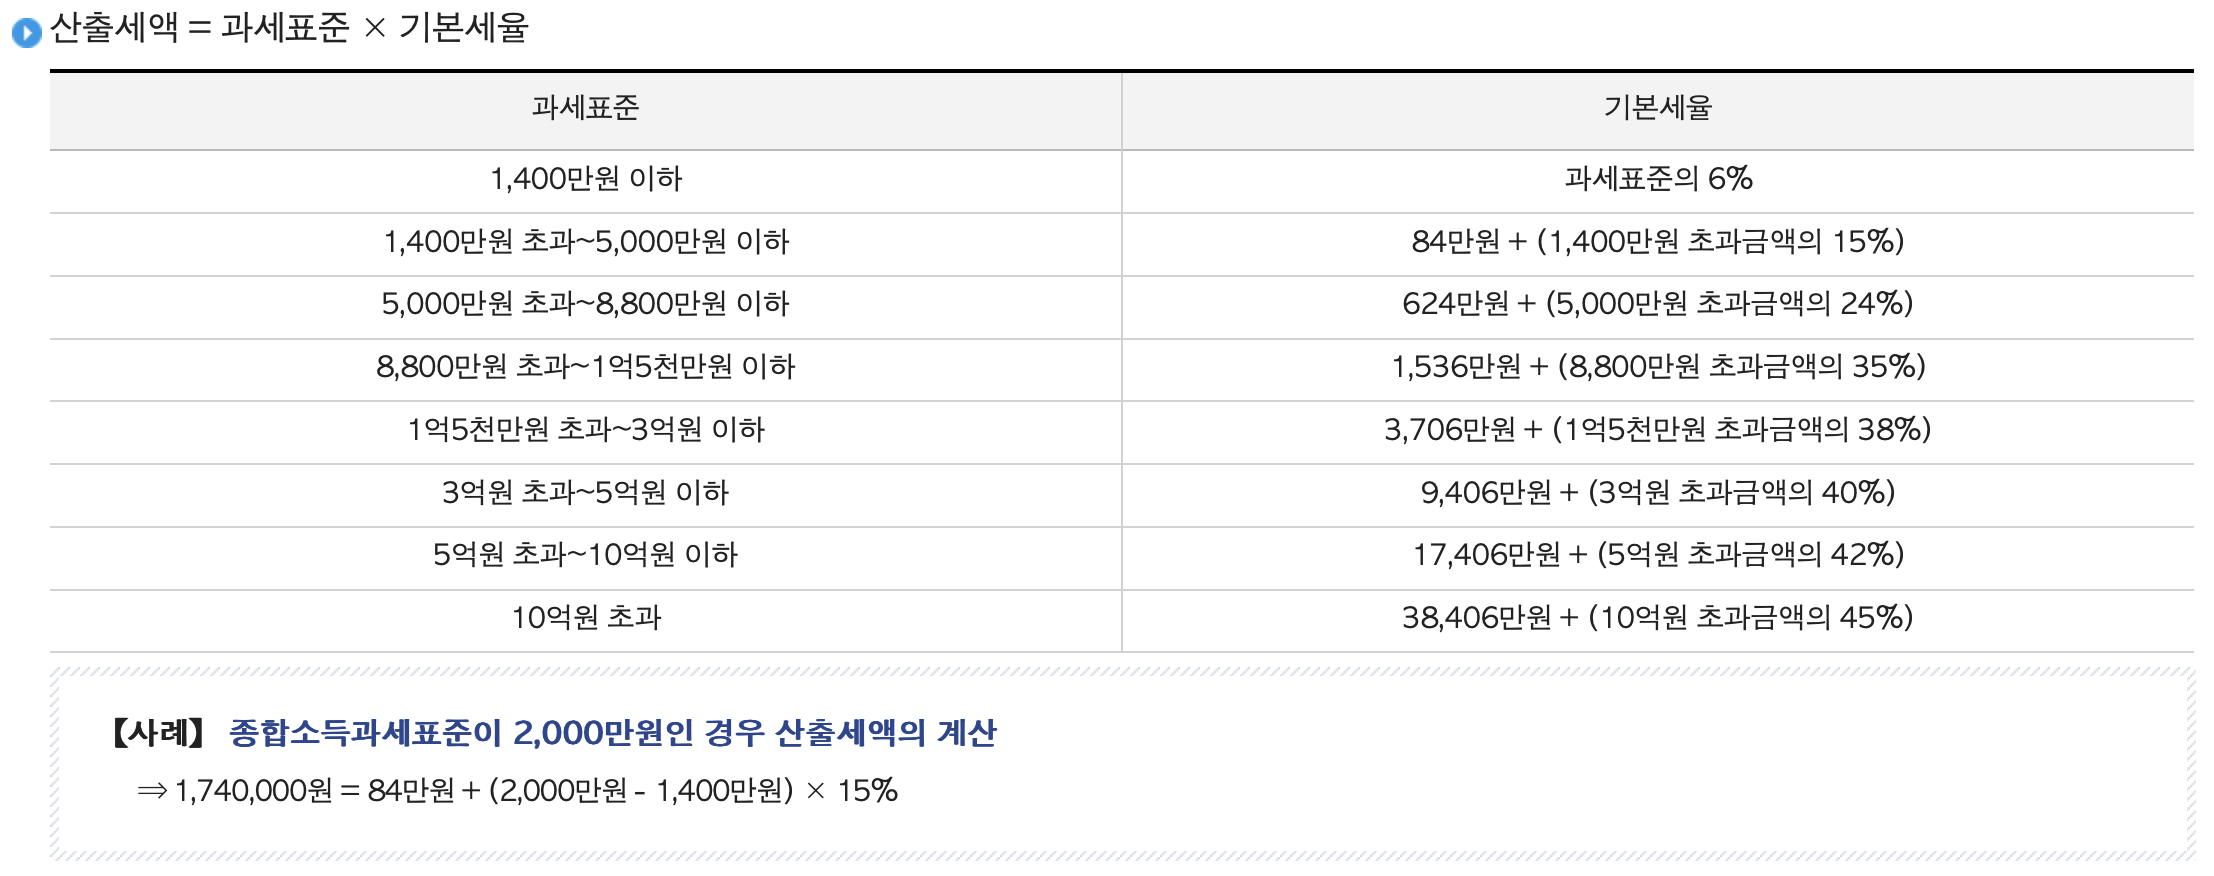 산출세액 = 과세표준 × 기본세율
과세표준 기본세율
1,400만원 이하 과세표준의 6%
1,400만원 초과~5,000만원 이하 84만원 + (1,400만원 초과금액의 15%)
5,000만원 초과~8,800만원 이하 624만원 + (5,000만원 초과금액의 24%)
8,800만원 초과~1억5천만원 이하 1,536만원 + (8,800만원 초과금액의 35%)
1억5천만원 초과~3억원 이하 3,706만원 + (1억5천만원 초과금액의 38%)
3억원 초과~5억원 이하 9,406만원 + (3억원 초과금액의 40%)
5억원 초과~10억원 이하 17,406만원 + (5억원 초과금액의 42%)
10억원 초과 38,406만원 + (10억원 초과금액의 45%)
【사례】 종합소득과세표준이 2,000만원인 경우 산출세액의 계산
⇒ 1,740,000원 = 84만원 + (2,000만원 - 1,400만원) × 15%